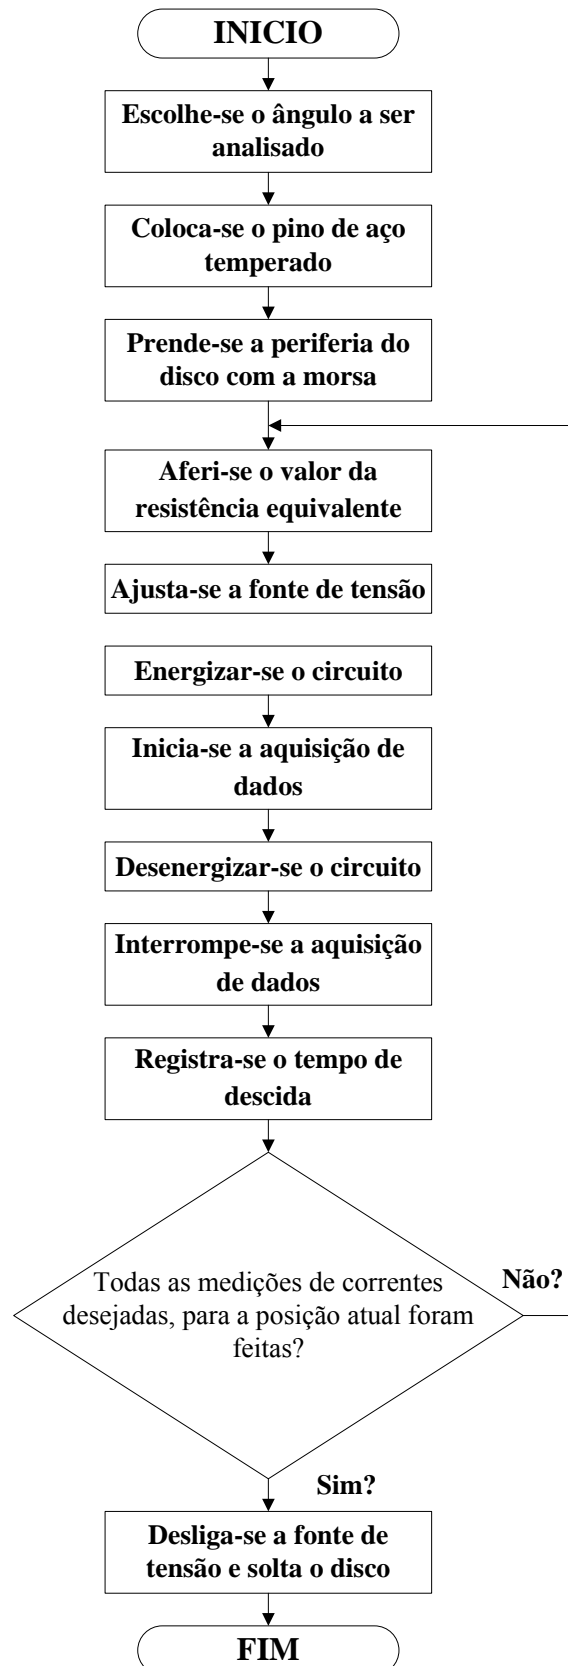 INICIO
Escolhe-se o ângulo a ser
analisado
Coloca-se o pino de aço
temperado
Prende-se a periferia do
disco com a morsa
Aferi-se o valor da
resistência equivalente
Ajusta-se a fonte de tensão
Energizar-se o circuito
Inicia-se a aquisição de
dados
Desenergizar-se o circuito
Interrompe-se a aquisição
de dados
Registra-se o tempo de
descida
Não?
Todas as medições de correntes
desejadas, para a posição atual foram
feitas?
Sim?
Desliga-se a fonte de
tensão e solta o disco
FIM